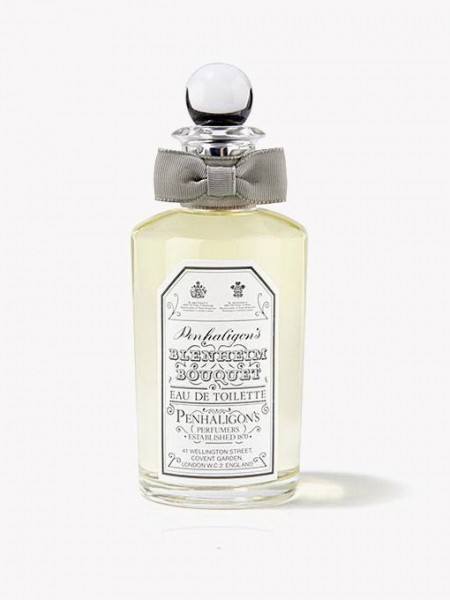 Penhaligon's
BLENHEIM
BOUQUET
EAU DE TOILETTE
PENHALIGON'S
(PERFUMERS)
• ESTABLISHED 1870 •
41 WELLINGTON STREET,
COVENT GARDEN,
LONDON W.C.2. ENGLAND